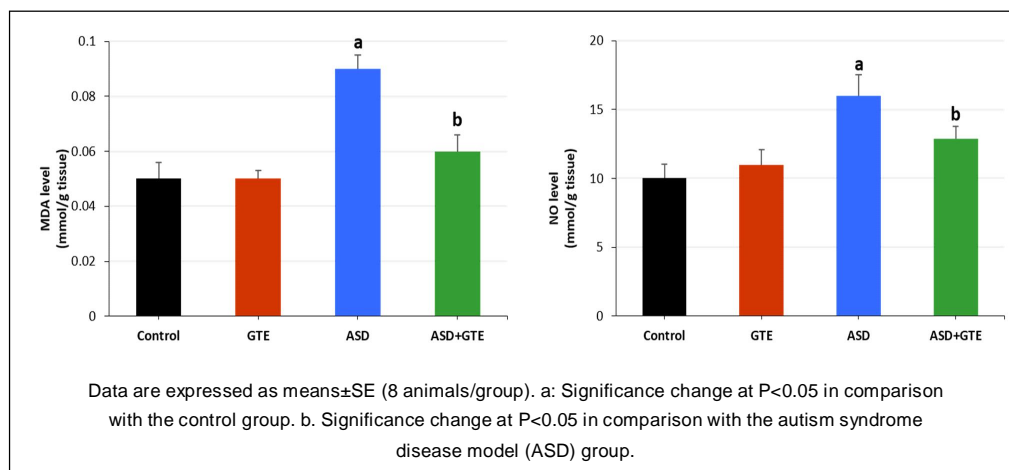 0.1
0.08
0.06
0.04
0.02
0
MDA level
(mmol/g tissue)
a
b
Control
GTE
ASD
ASD+GTE
20
15
10
5
0
NO level
(mmol/g tissue)
a
b
Control
GTE
ASD
ASD+GTE
Data are expressed as means±SE (8 animals/group). a: Significance change at P<0.05 in comparison
with the control group. b. Significance change at P<0.05 in comparison with the autism syndrome
disease model (ASD) group.